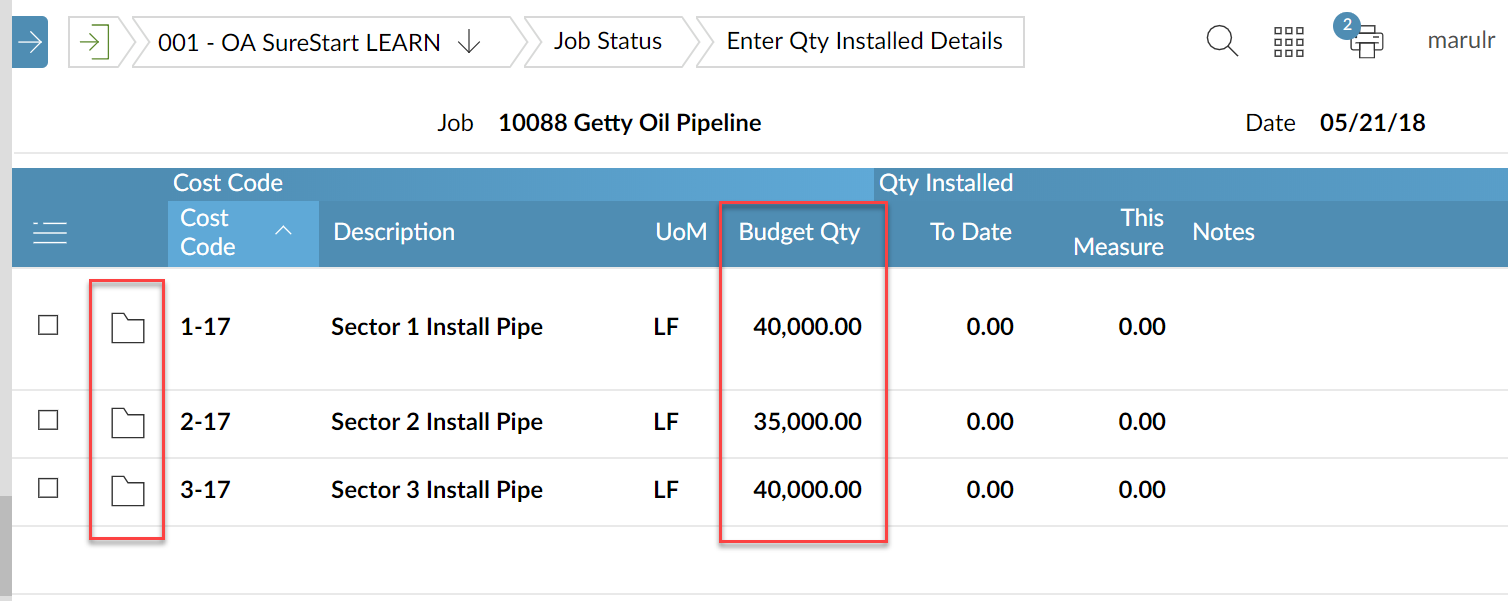 001 - OA SureStart LEARN Job Status Enter Qty Installed Details 2 marulr
Job 10088 Getty Oil Pipeline Date 05/21/18
Cost Code Qty Installed
Cost Code Description UoM Budget Qty To Date This Measure Notes
1-17 Sector 1 Install Pipe LF 40,000.00 0.00 0.00
2-17 Sector 2 Install Pipe LF 35,000.00 0.00 0.00
3-17 Sector 3 Install Pipe LF 40,000.00 0.00 0.00